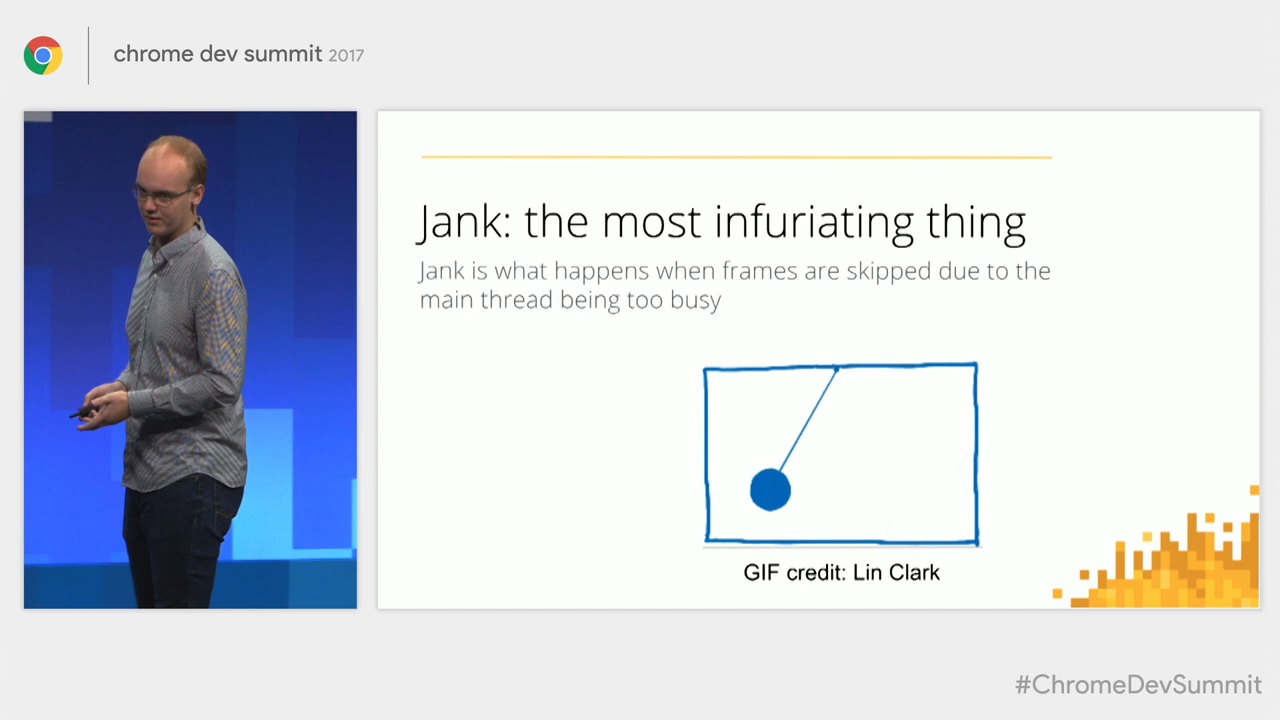 chrome dev summit 2017
Jank: the most infuriating thing
Jank is what happens when frames are skipped due to the
main thread being too busy
GIF credit: Lin Clark
#ChromeDevSummit